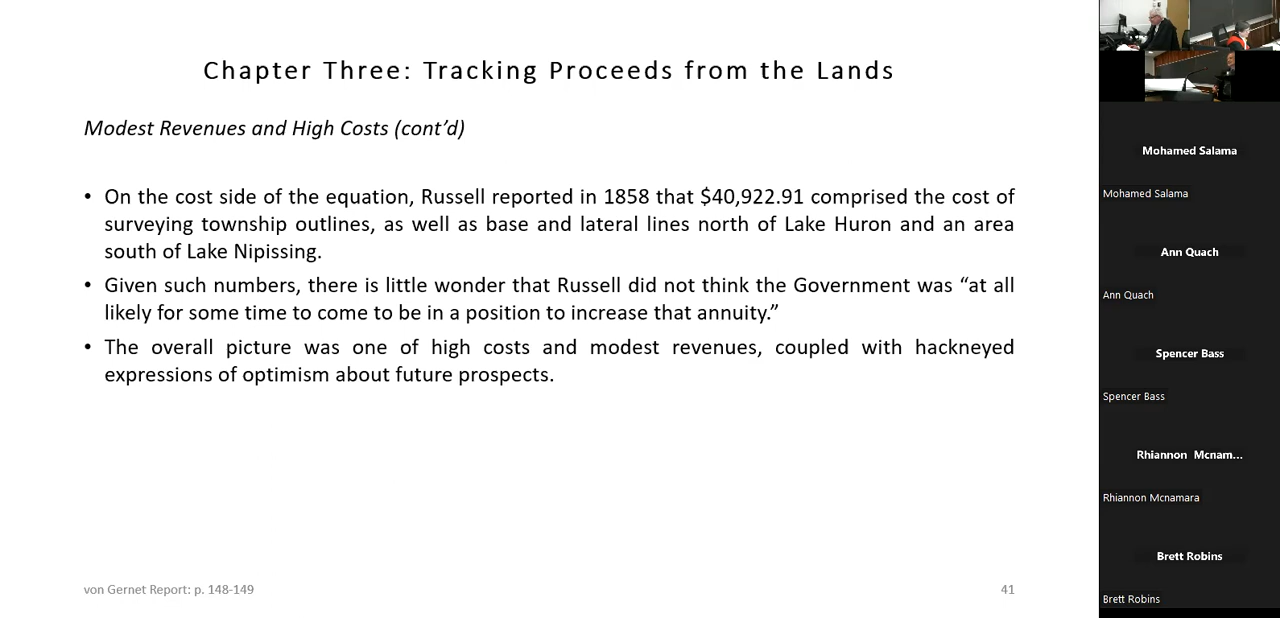 Chapter Three: Tracking Proceeds from the Lands
Modest Revenues and High Costs (cont’d)
• On the cost side of the equation, Russell reported in 1858 that $40,922.91 comprised the cost of
surveying township outlines, as well as base and lateral lines north of Lake Huron and an area
south of Lake Nipissing.
• Given such numbers, there is little wonder that Russell did not think the Government was “at all
likely for some time to come to be in a position to increase that annuity.”
• The overall picture was one of high costs and modest revenues, coupled with hackneyed
expressions of optimism about future prospects.
von Gernet Report: p. 148-149
41
Mohamed Salama
Mohamed Salama
Ann Quach
Ann Quach
Spencer Bass
Spencer Bass
Rhiannon Mcnam...
Rhiannon Mcnamara
Brett Robins
Brett Robins